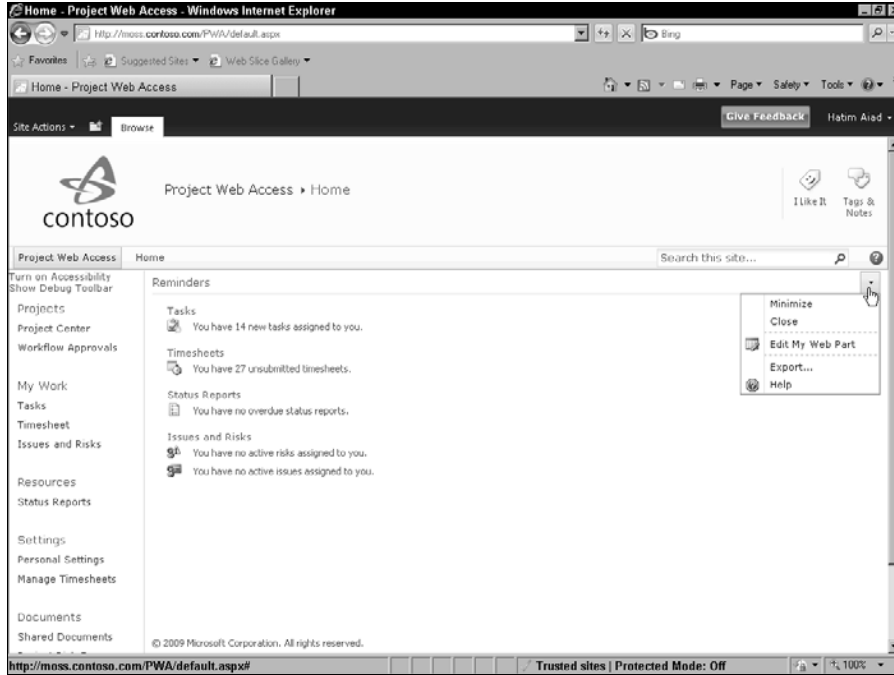 Home - Project Web Access - Windows Internet Explorer
http://moss.contoso.com/PWA/default.aspx
Bing
Favorites
Suggested Sites
Web Slice Gallery
Home - Project Web Access
Page
Safety
Tools
Site Actions
Browse
Give Feedback
Hatim Aiad
contoso
Project Web Access
Home
I Like It
Tags &
Notes
Project Web Access
Home
Search this site...
Turn on Accessibility
Show Debug Toolbar
Projects
Project Center
Workflow Approvals
My Work
Tasks
Timesheet
Issues and Risks
Resources
Status Reports
Settings
Personal Settings
Manage Timesheets
Documents
Shared Documents
Reminders
Tasks
You have 14 new tasks assigned to you.
Timesheets
You have 27 unsubmitted timesheets.
Status Reports
You have no overdue status reports.
Issues and Risks
You have no active risks assigned to you.
You have no active issues assigned to you.
Minimize
Close
Edit My Web Part
Export...
Help
© 2009 Microsoft Corporation. All rights reserved.
http://moss.contoso.com/PWA/default.aspx#
Trusted sites | Protected Mode: Off
100%